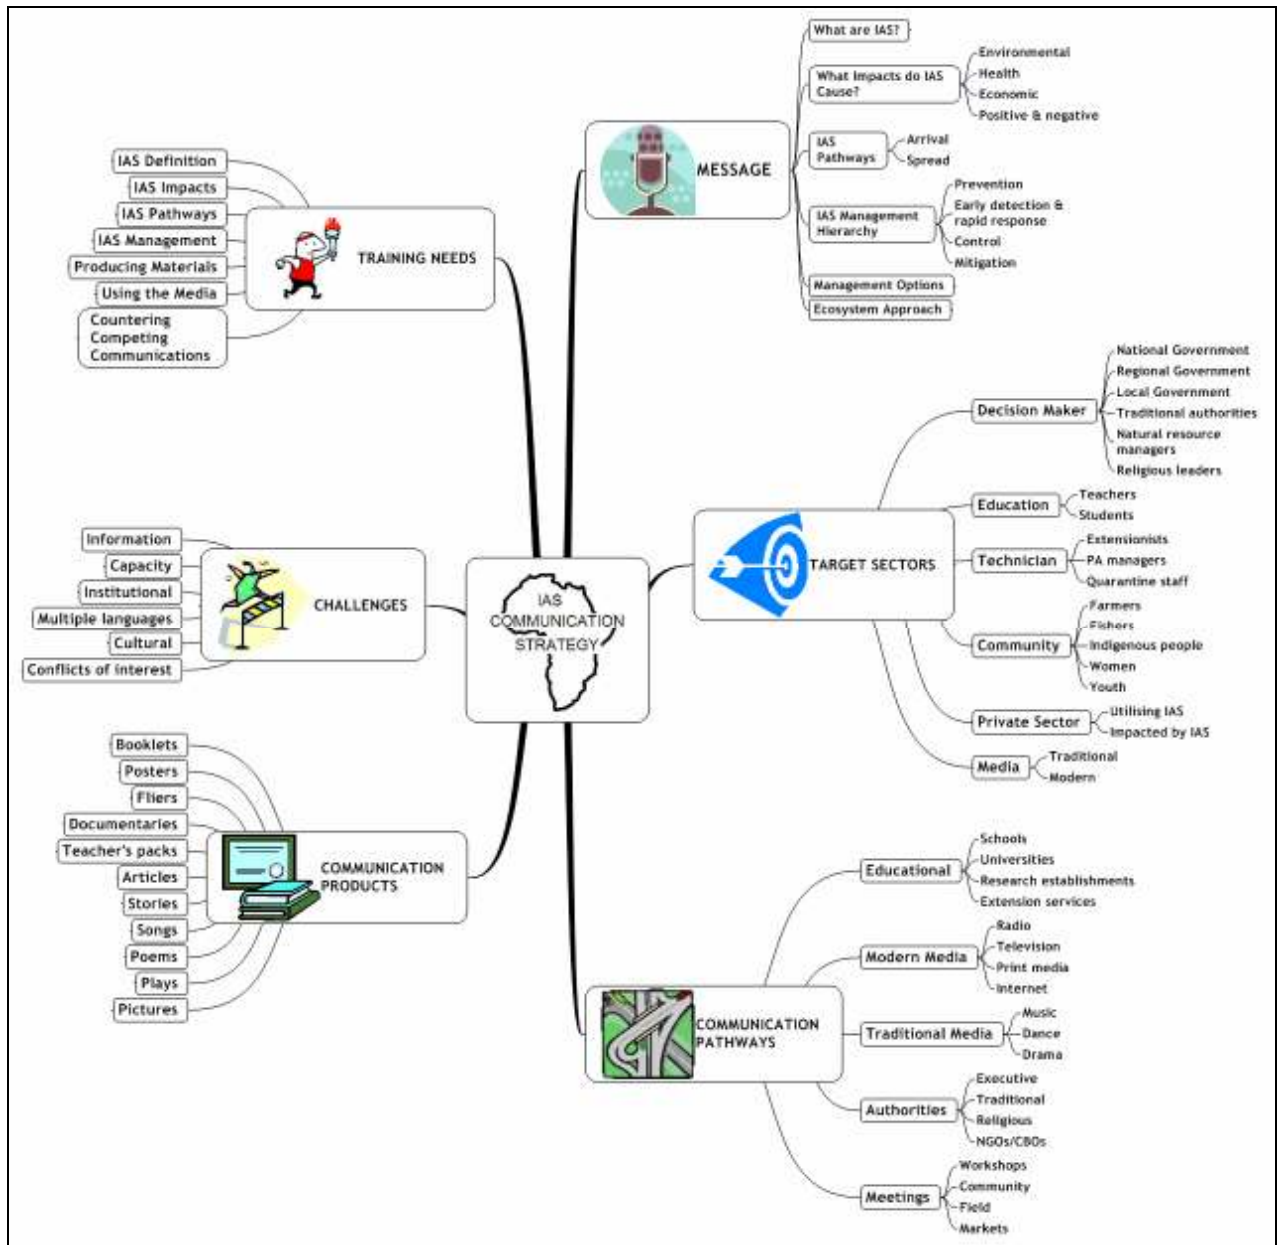 What are IAS?
What Impacts do IAS
Cause?
Environmental
Health
Economic
Positive & negative
IAS
Pathways
Arrival
Spread
MESSAGE
IAS Management
Hierarchy
Prevention
Early detection &
rapid response
Control
Mitigation
Management Options
Ecosystem Approach
IAS Definition
IAS Impacts
IAS Pathways
IAS Management
Producing Materials
Using the Media
Countering
Competing
Communications
TRAINING NEEDS
Decision Maker
National Government
Regional Government
Local Government
Traditional authorities
Natural resource
managers
Religious leaders
Education
Teachers
Students
TARGET SECTORS
Technician
Extensionists
PA managers
Quarantine staff
Community
Farmers
Fishers
Indigenous people
Women
Youth
Private Sector
Utilising IAS
Impacted by IAS
Media
Traditional
Modern
Information
Capacity
Institutional
Multiple languages
Cultural
Conflicts of interest
CHALLENGES
IAS
COMMUNICATION
STRATEGY
Booklets
Posters
Fliers
Documentaries
Teacher's packs
Articles
Stories
Songs
Poems
Plays
Pictures
COMMUNICATION
PRODUCTS
Educational
Schools
Universities
Research establishments
Extension services
Modern Media
Radio
Television
Print media
Internet
COMMUNICATION
PATHWAYS
Traditional Media
Music
Dance
Drama
Authorities
Executive
Traditional
Religious
NGOs/CBOs
Meetings
Workshops
Community
Field
Markets